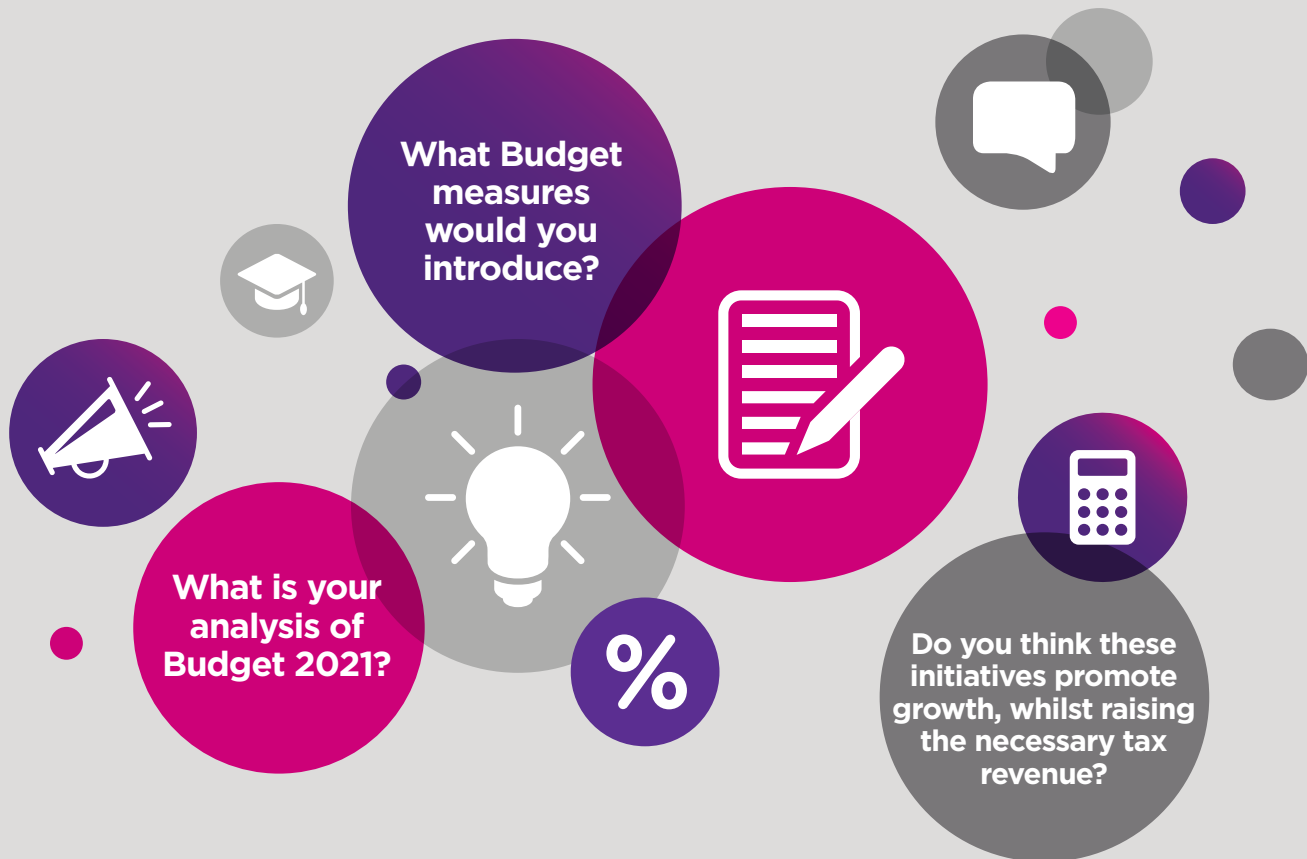 What Budget
measures
would you
introduce?
What is your
analysis of
Budget 2021?
%
Do you think these
initiatives promote
growth, whilst raising
the necessary tax
revenue?